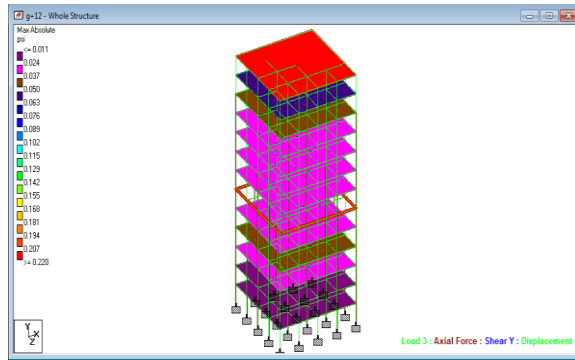 g=12 - Whole Structure
Max Absolute
psi
<= 0.011
0.024
0.037
0.050
0.063
0.076
0.089
0.102
0.115
0.129
0.142
0.155
0.168
0.181
0.194
0.207
>= 0.220
Y
X
Z
Load 3 : Axial Force : Shear Y : Displacement